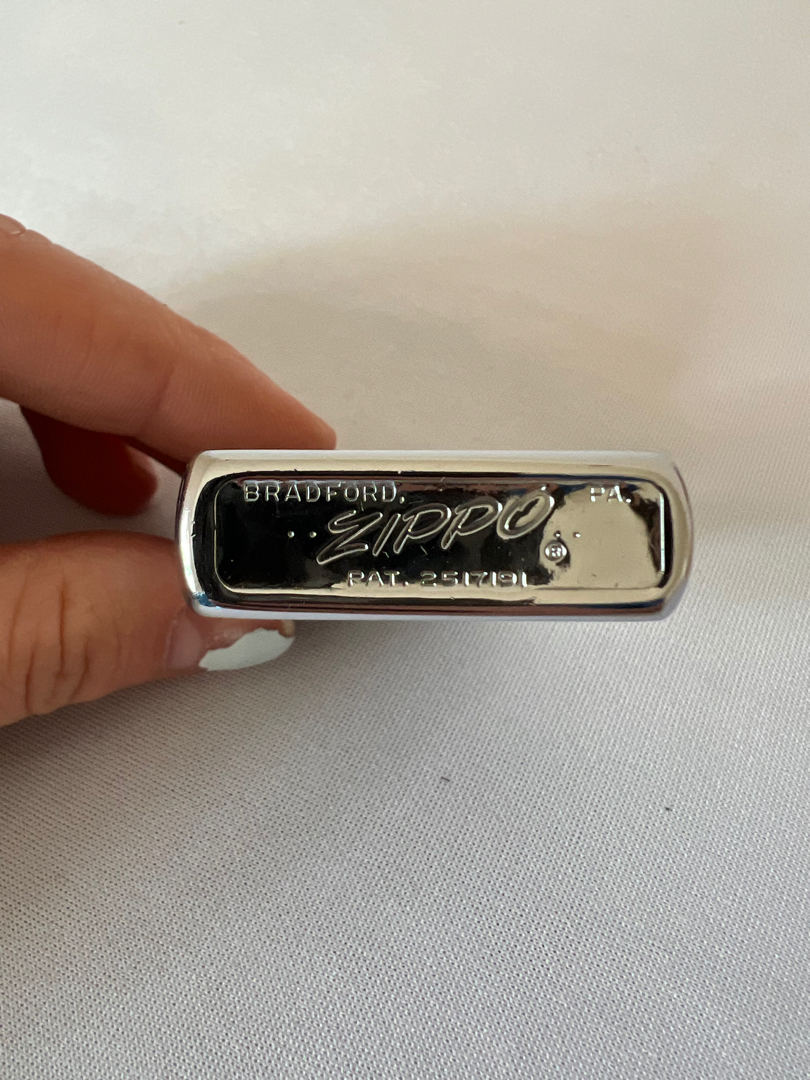 BRADFORD, PA.
.. ZIPPO ® ..
PAT. 2517191